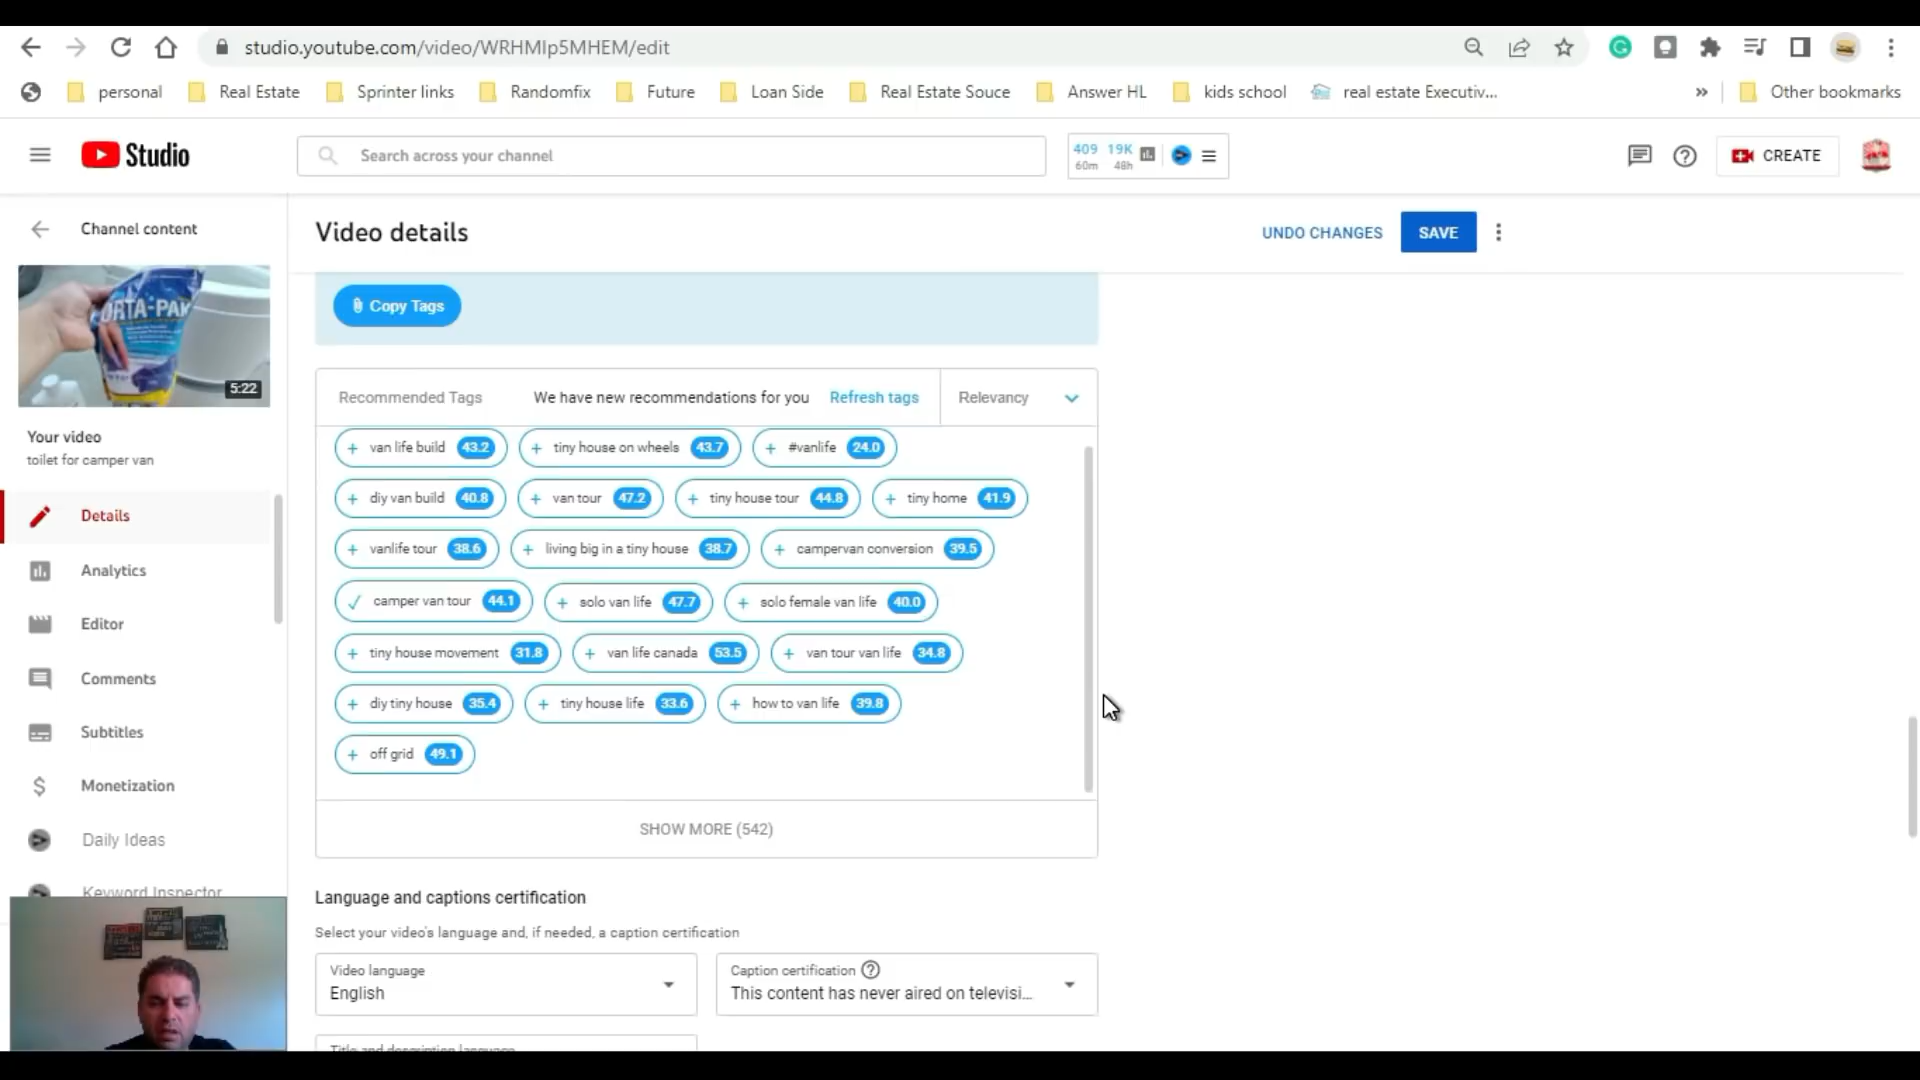 studio.youtube.com/video/WRHMIp5MHEM/edit
personal Real Estate Sprinter links Randomfix Future Loan Side Real Estate Souce Answer HL kids school real estate Executiv... » Other bookmarks
Studio
Search across your channel
409 19K
60m 48h
CREATE
Channel content
Video details
UNDO CHANGES
SAVE
ORTA-PAK
5:22
Your video
toilet for camper van
Details
Analytics
Editor
Comments
Subtitles
Monetization
Daily Ideas
Keyword Inspector
Copy Tags
Recommended Tags We have new recommendations for you Refresh tags Relevancy
+ van life build 43.2 + tiny house on wheels 43.7 + #vanlife 24.0
+ diy van build 40.8 + van tour 47.2 + tiny house tour 44.8 + tiny home 41.9
+ vanlife tour 38.6 + living big in a tiny house 38.7 + campervan conversion 39.5
✓ camper van tour 44.1 + solo van life 47.7 + solo female van life 40.0
+ tiny house movement 31.8 + van life canada 53.5 + van tour van life 34.8
+ diy tiny house 35.4 + tiny house life 33.6 + how to van life 39.8
+ off grid 49.1
SHOW MORE (542)
Language and captions certification
Select your video's language and, if needed, a caption certification
Video language
English
Caption certification
This content has never aired on televisi...
Title and description language